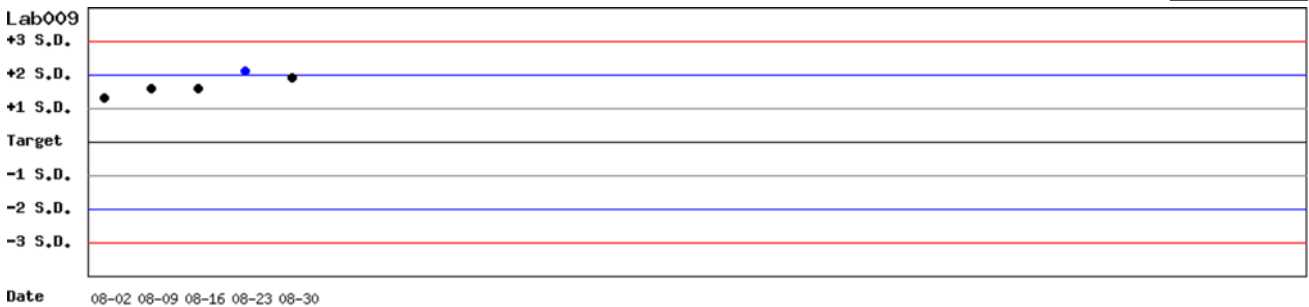 Lab009
+3 S.D.
+2 S.D.
+1 S.D.
Target
-1 S.D.
-2 S.D.
-3 S.D.
Date 08-02 08-09 08-16 08-23 08-30